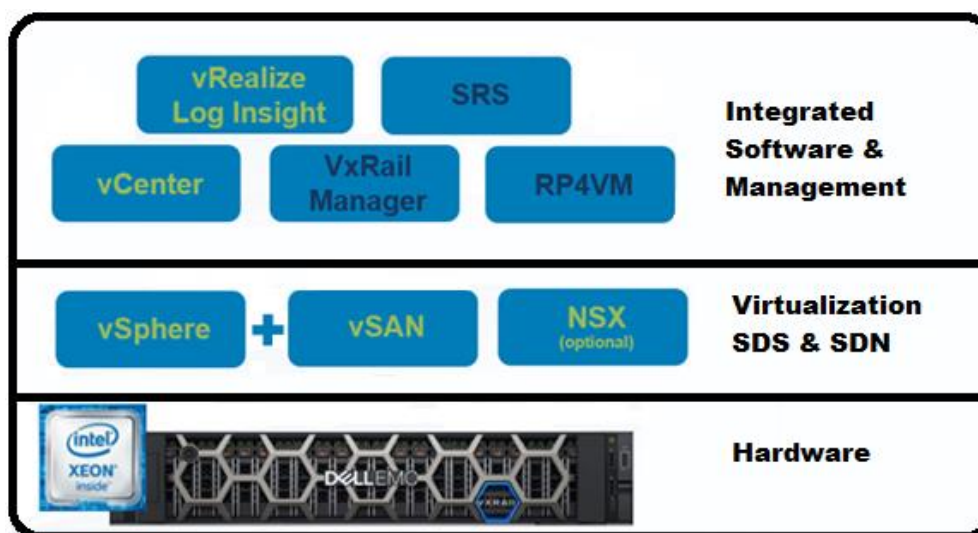 vRealize
Log Insight
SRS
Integrated
Software &
Management
vCenter
VxRail
Manager
RP4VM
vSphere
vSAN
NSX
(optional)
Virtualization
SDS & SDN
intel
XEON®
inside™
DELLEMC
VXRAIL
Hardware